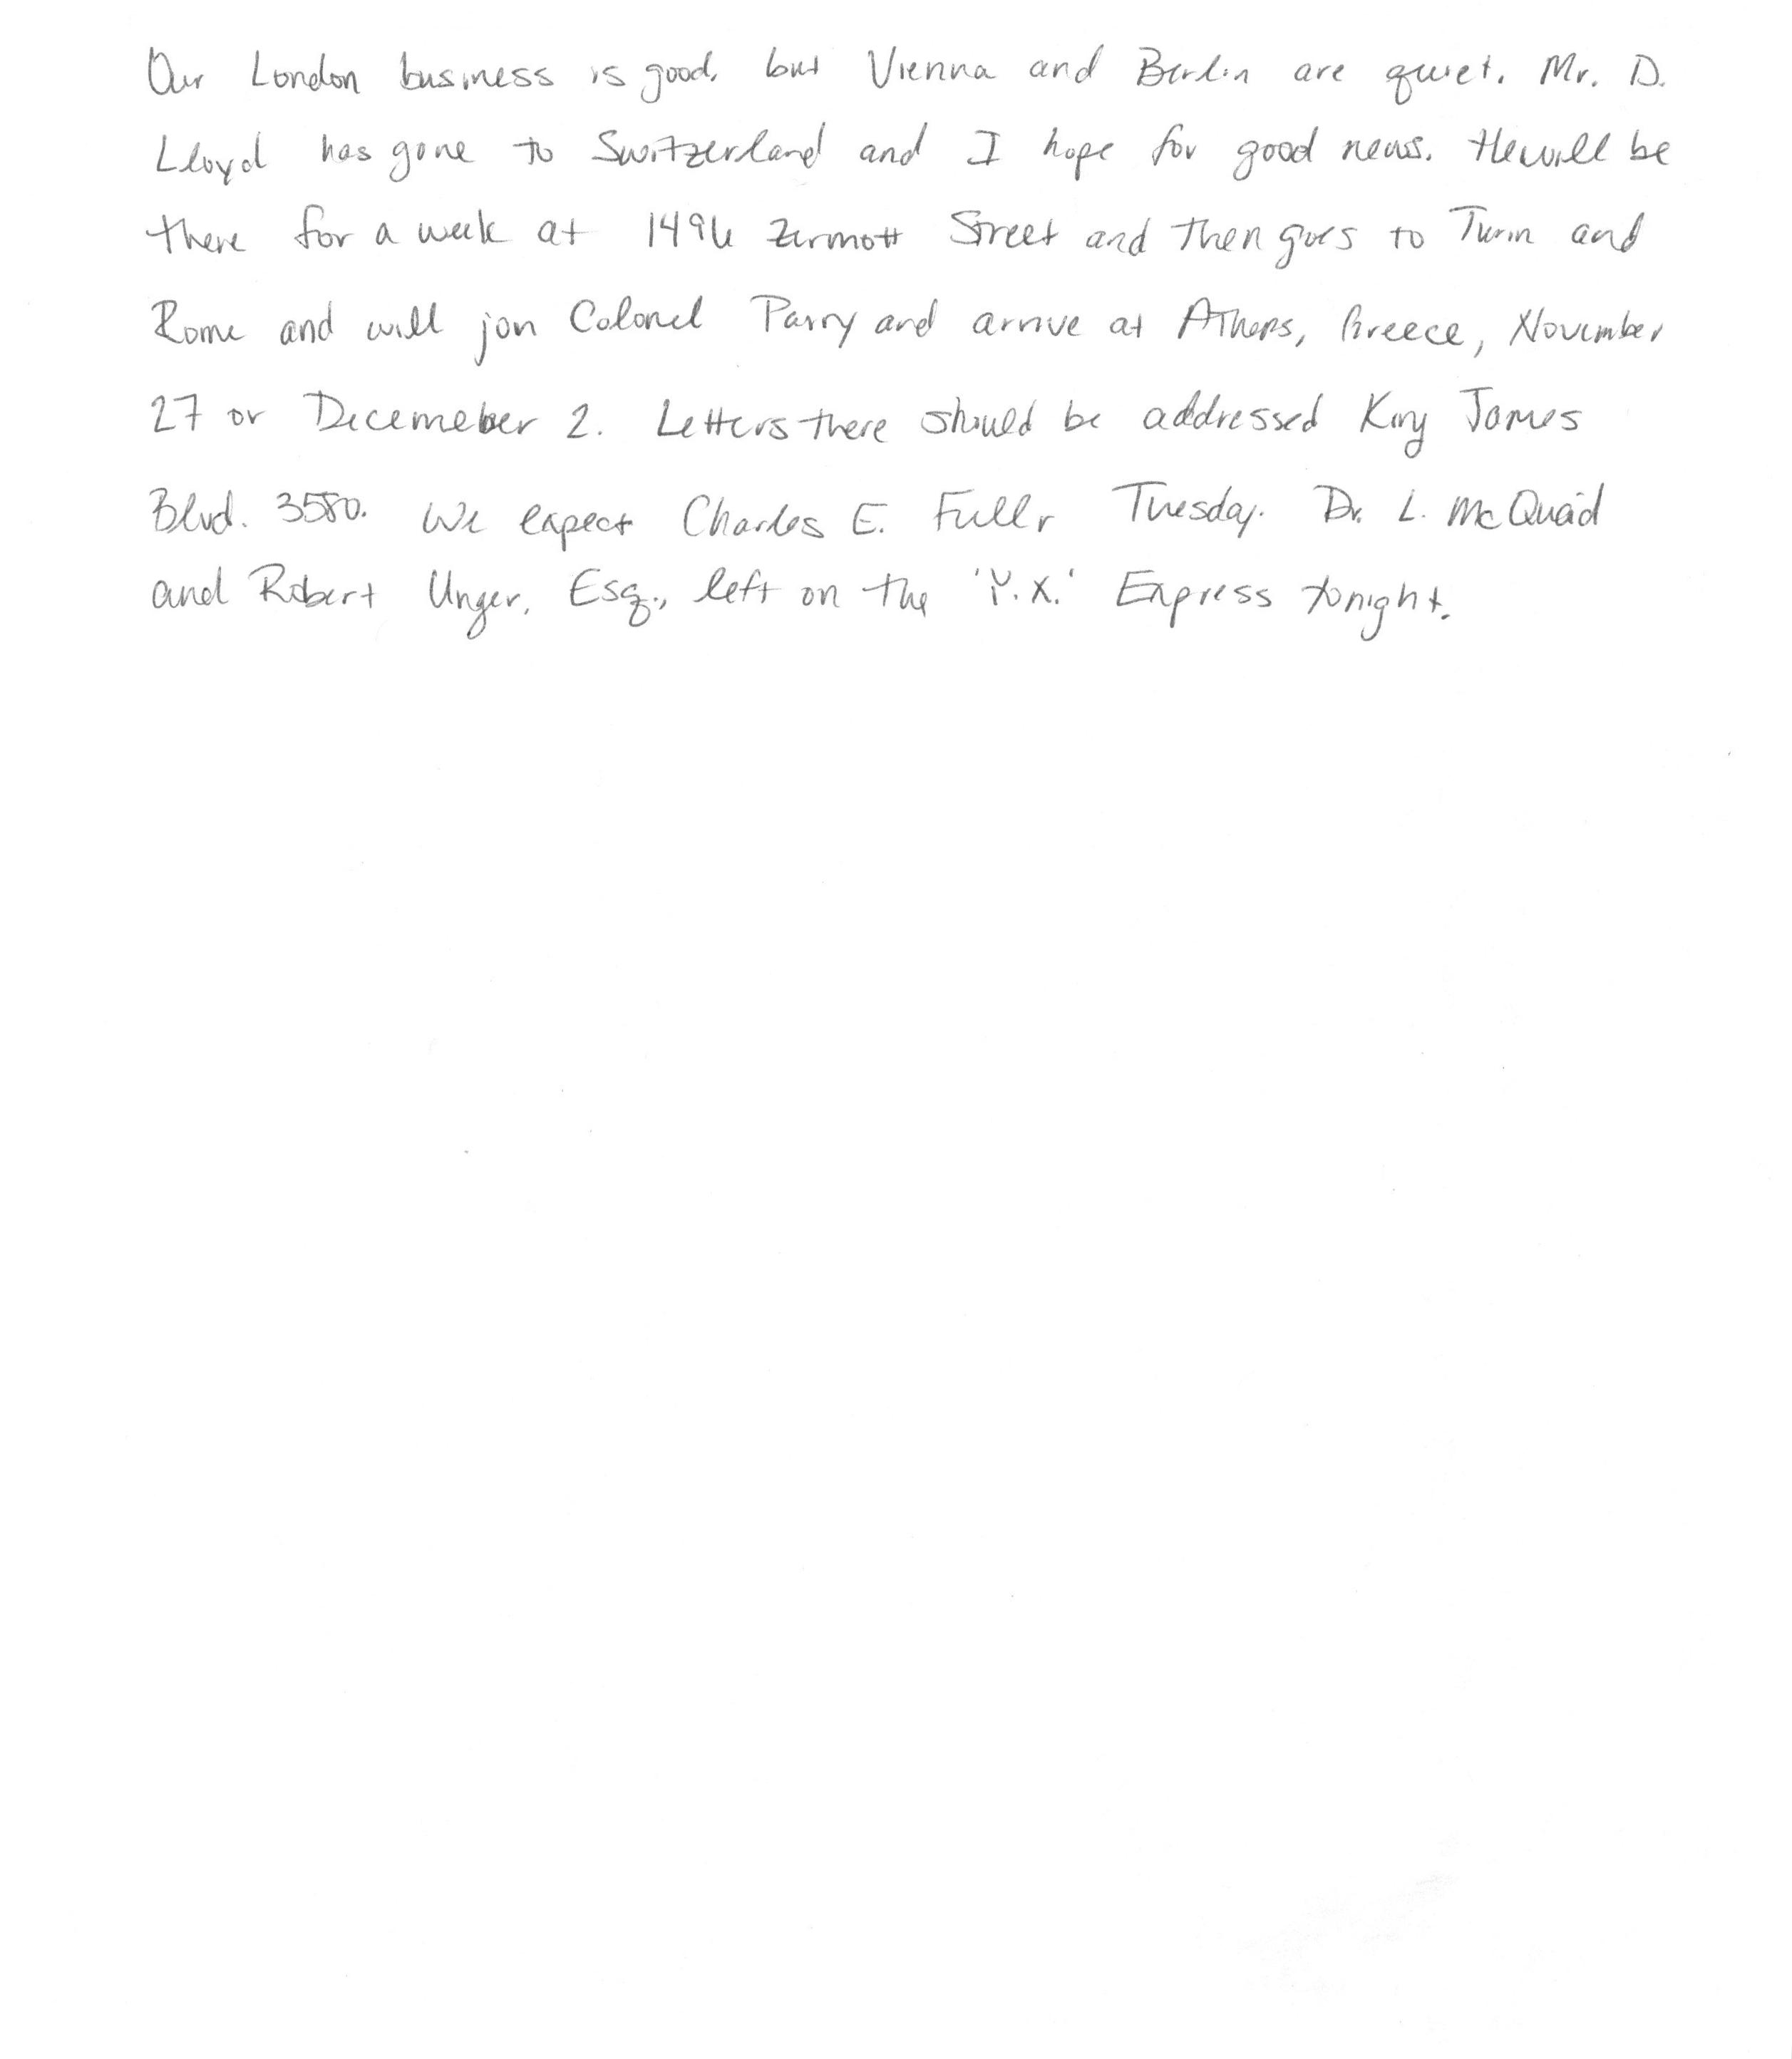 Our London business is good, but Vienna and Berlin are quiet. Mr. D.
Lloyd has gone to Switzerland and I hope for good news. He will be
there for a week at 1496 Zermott Street and then goes to Turin and
Rome and will join Colonel Parry and arrive at Athens, Greece, November
27 or Decemeber 2. Letters there should be addressed King James
Blvd. 3580. We expect Charles E. Fuller Tuesday. Dr. L. McQuaid
and Robert Unger, Esq., left on the 'Y.X.' Express tonight.